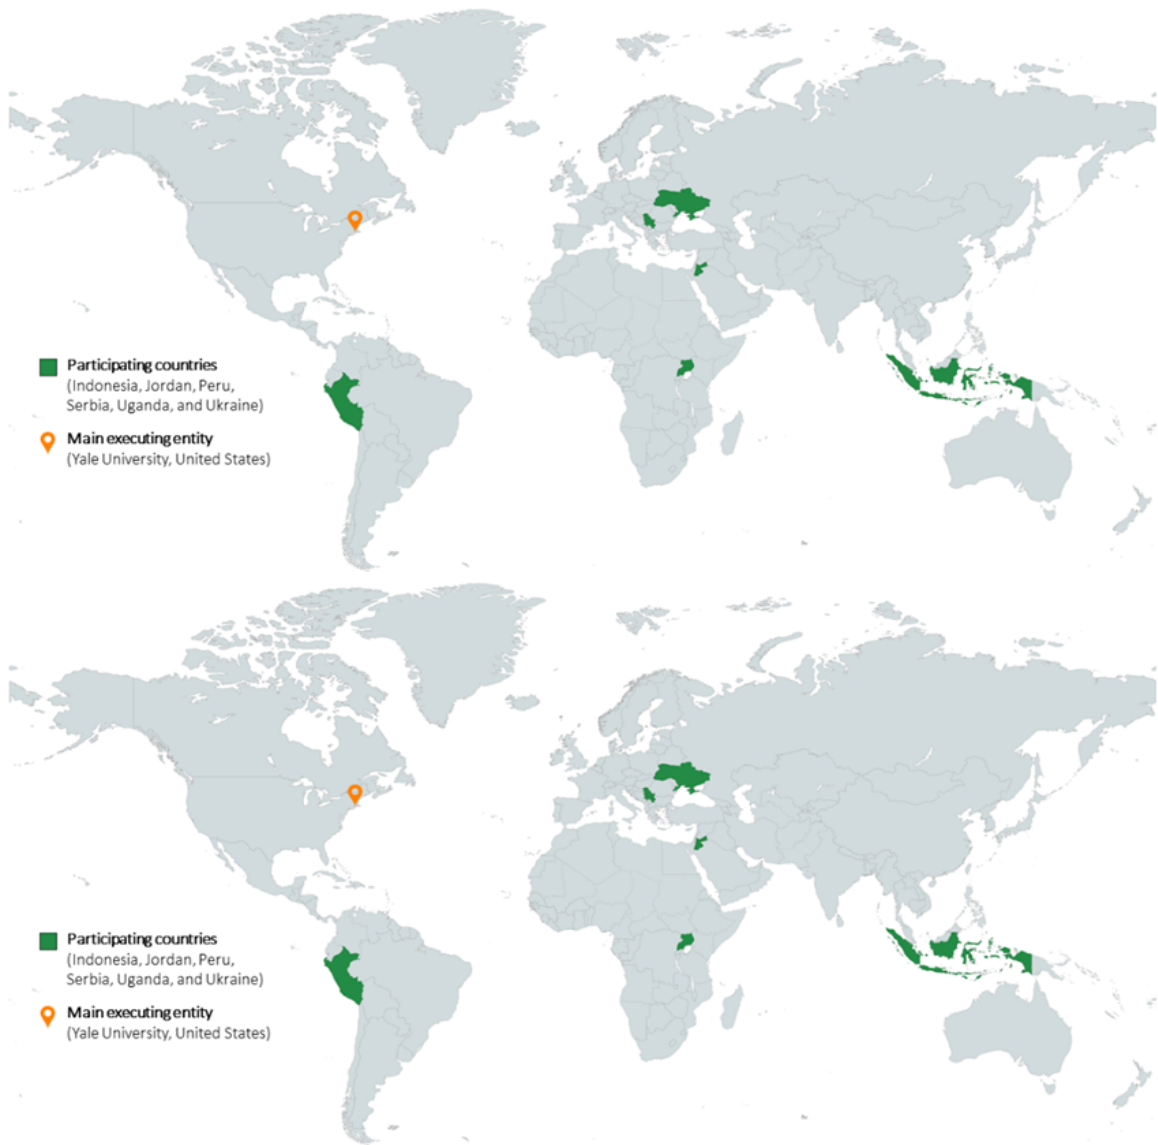 Participating countries
(Indonesia, Jordan, Peru,
Serbia, Uganda, and Ukraine)
Main executing entity
(Yale University, United States)
Participating countries
(Indonesia, Jordan, Peru,
Serbia, Uganda, and Ukraine)
Main executing entity
(Yale University, United States)